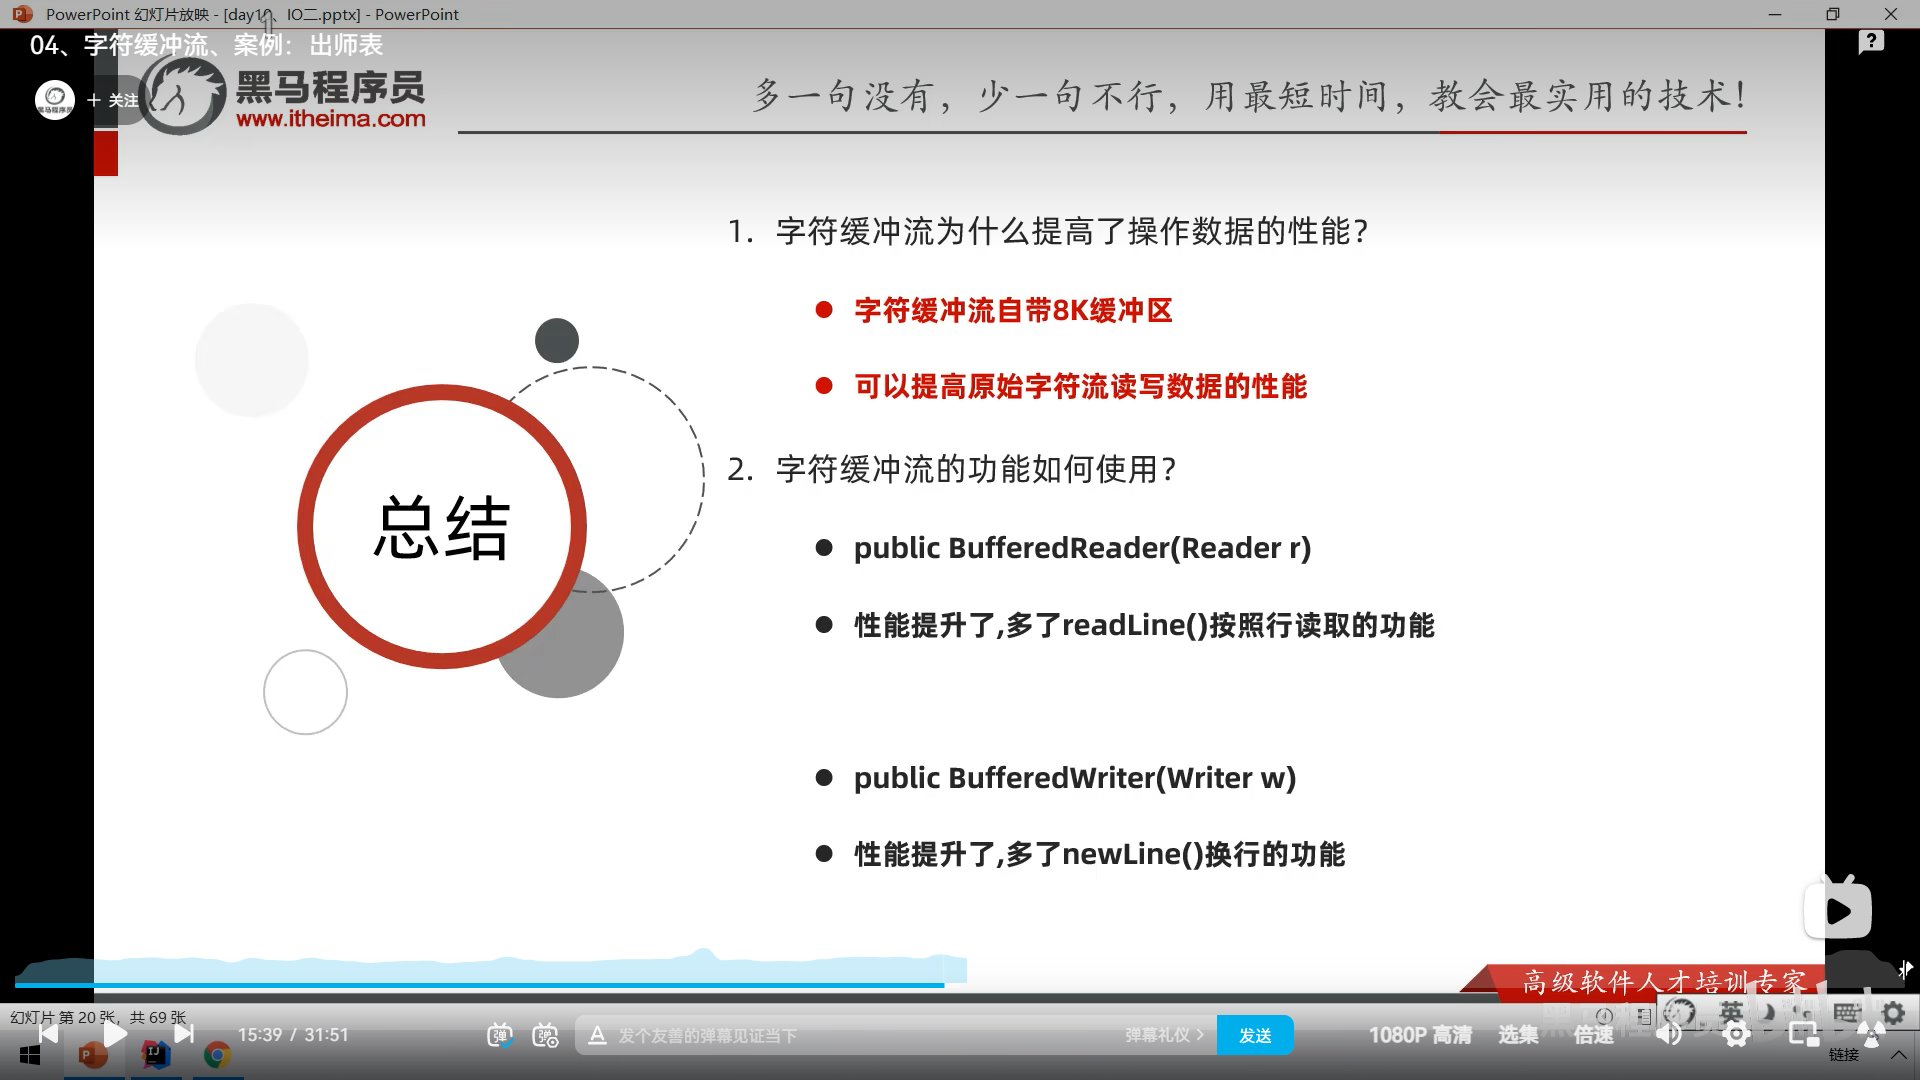 PowerPoint 幻灯片放映 - [day10、IO二.pptx] - PowerPoint
04、字符缓冲流、案例：出师表
+ 关注
黑马程序员
www.itheima.com
多一句没有，少一句不行，用最短时间，教会最实用的技术！
1. 字符缓冲流为什么提高了操作数据的性能？
字符缓冲流自带8K缓冲区
可以提高原始字符流读写数据的性能
2. 字符缓冲流的功能如何使用？
总结
public BufferedReader(Reader r)
性能提升了,多了readLine()按照行读取的功能
public BufferedWriter(Writer w)
性能提升了,多了newLine()换行的功能
高级软件人才培训专家
幻灯片 第 20 张，共 69 张
英
15:39 / 31:51
弹
弹
发个友善的弹幕见证当下
弹幕礼仪 >
发送
1080P 高清
选集
倍速
链接